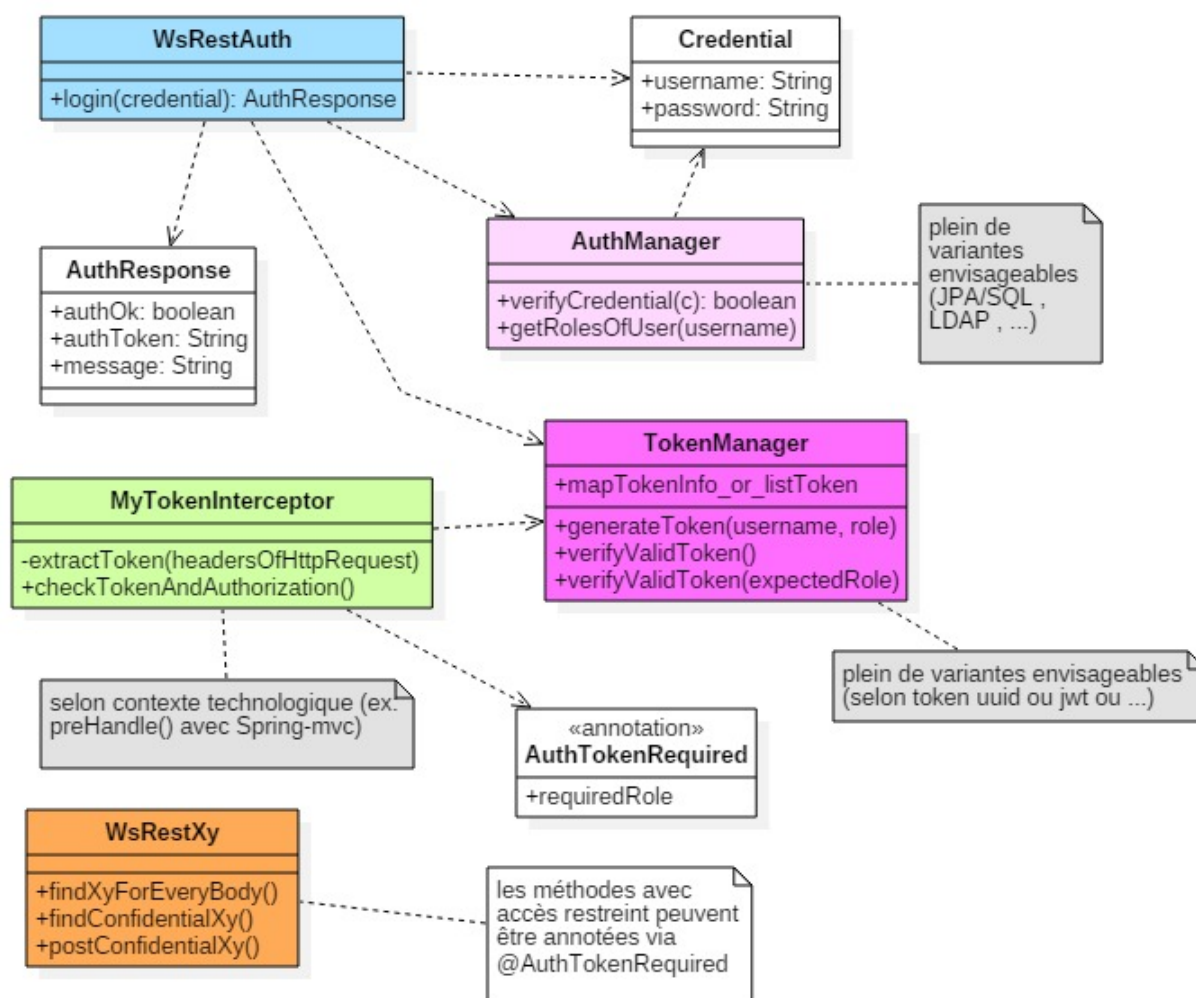 WsRestAuth
+login(credential): AuthResponse
Credential
+username: String
+password: String
AuthManager
+verifyCredential(c): boolean
+getRolesOfUser(username)
plein de
variantes
envisageables
(JPA/SQL ,
LDAP , ...)
AuthResponse
+authOk: boolean
+authToken: String
+message: String
TokenManager
+mapTokenInfo_or_listToken
+generateToken(username, role)
+verifyValidToken()
+verifyValidToken(expectedRole)
MyTokenInterceptor
-extractToken(headersOfHttpRequest)
+checkTokenAndAuthorization()
plein de variantes envisageables
(selon token uuid ou jwt ou ...)
selon contexte technologique (ex:
preHandle() avec Spring-mvc)
«annotation»
AuthTokenRequired
+requiredRole
WsRestXy
+findXyForEveryBody()
+findConfidentialXy()
+postConfidentialXy()
les méthodes avec
accès restreint peuvent
être annotées via
@AuthTokenRequired